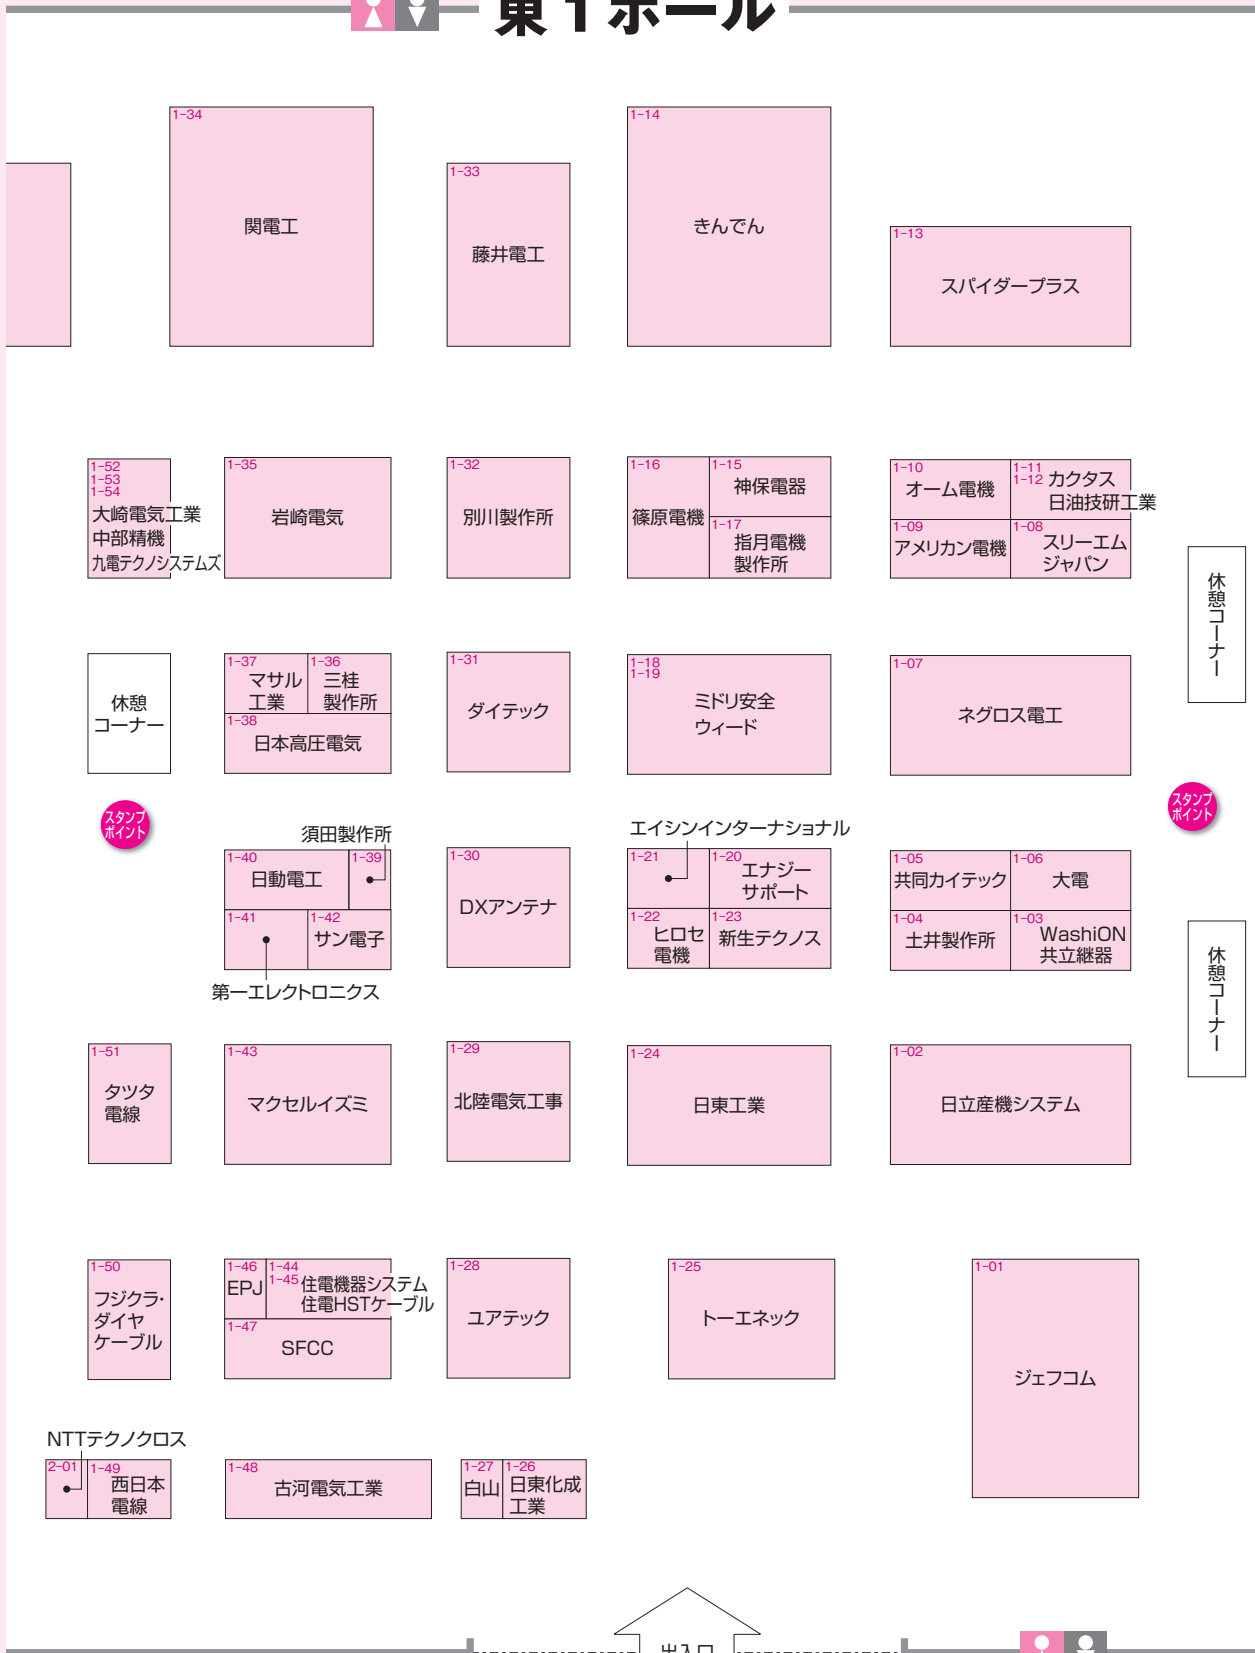 東1ホール
1-34
関電工
1-33
藤井電工
1-14
きんでん
1-13
スパイダープラス
1-52
1-53
1-54
大崎電気工業
中部精機
九電テクノシステムズ
1-35
岩崎電気
1-32
別川製作所
1-16
篠原電機
1-15
神保電器
1-17
指月電機
製作所
1-10
オーム電機
1-11
1-12
カクタス
日油技研工業
1-09
アメリカン電機
1-08
スリーエム
ジャパン
休憩コーナー
休憩
コーナー
1-37
マサル
工業
1-36
三桂
製作所
1-38
日本高圧電気
1-31
ダイテック
1-18
1-19
ミドリ安全
ウィード
1-07
ネグロス電工
スタンプ
ポイント
スタンプ
ポイント
須田製作所
1-40
日動電工
1-39
1-41
1-42
サン電子
第一エレクトロニクス
1-30
DXアンテナ
エイシンインターナショナル
1-21
1-20
エナジー
サポート
1-22
ヒロセ
電機
1-23
新生テクノス
1-05
共同カイテック
1-06
大電
1-04
土井製作所
1-03
WashiON
共立継器
休憩コーナー
1-51
タツタ
電線
1-43
マクセルイズミ
1-29
北陸電気工事
1-24
日東工業
1-02
日立産機システム
1-50
フジクラ・
ダイヤ
ケーブル
1-46
EPJ
1-44
1-45
住電機器システム
住電HSTケーブル
1-47
SFCC
1-28
ユアテック
1-25
トーエネック
1-01
ジェフコム
NTTテクノクロス
2-01
1-49
西日本
電線
1-48
古河電気工業
1-27
白山
1-26
日東化成
工業
出入口